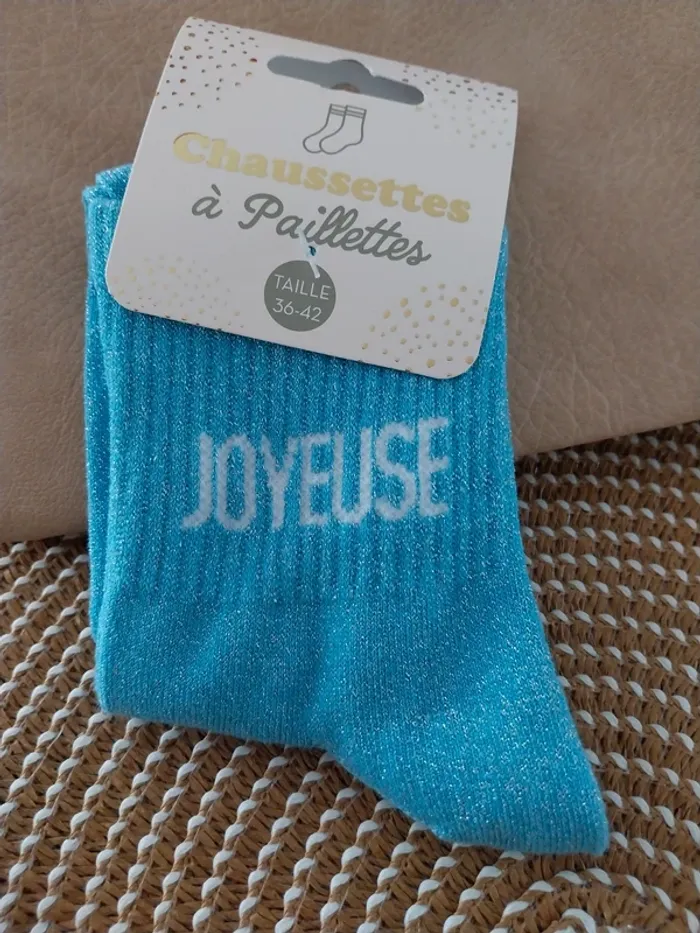 Chaussettes
à Paillettes
TAILLE
36-42
JOYEUSE